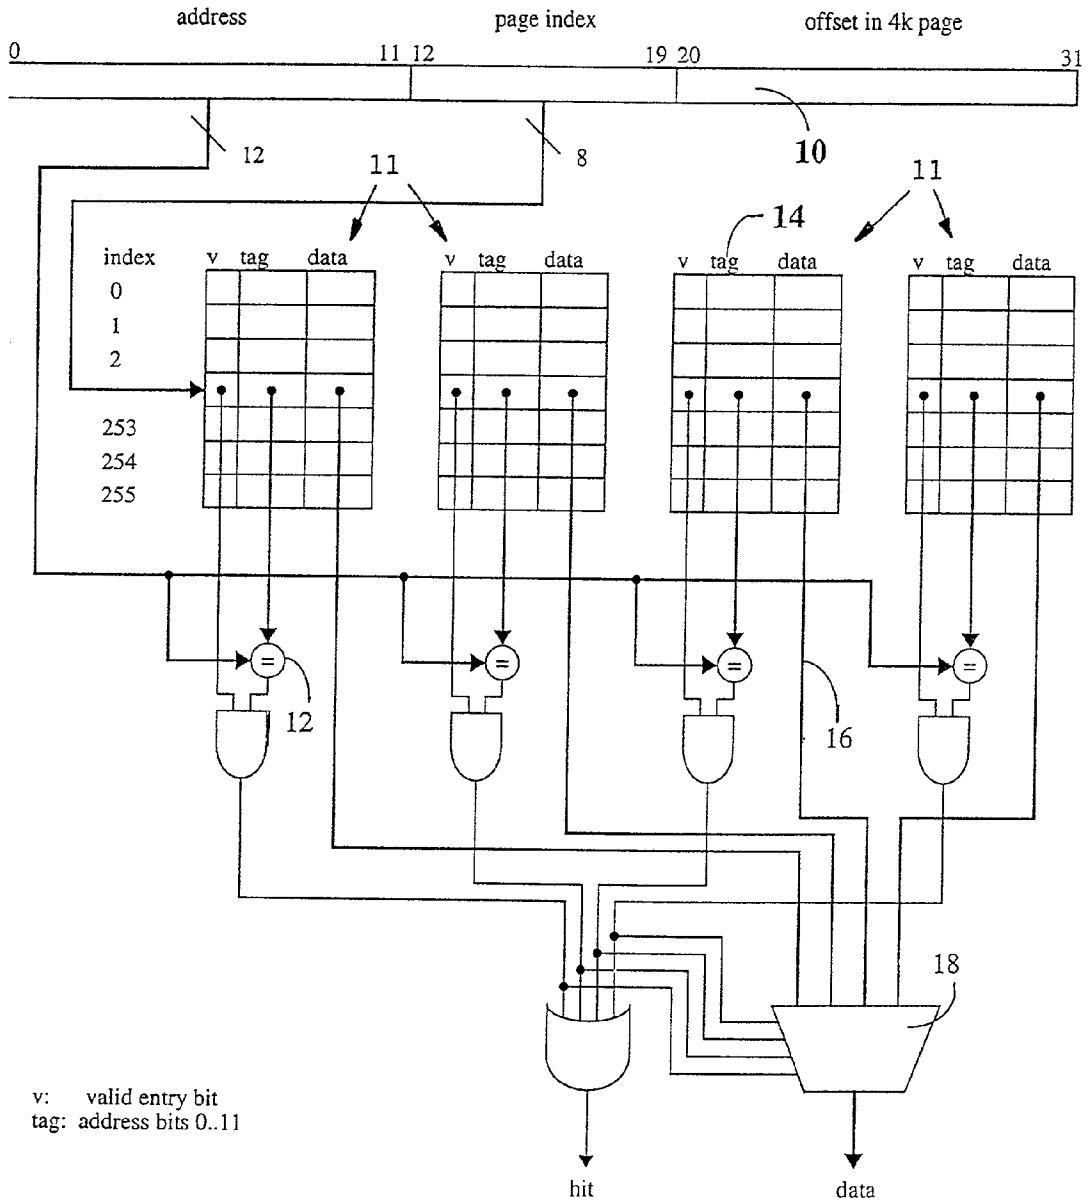 address page index offset in 4k page
0 11 12 19 20 31
12 8 10
11 11
14
index v tag data v tag data v tag data v tag data
0
1
2
253
254
255
= = = =
12 16
18
v: valid entry bit
tag: address bits 0..11
hit data